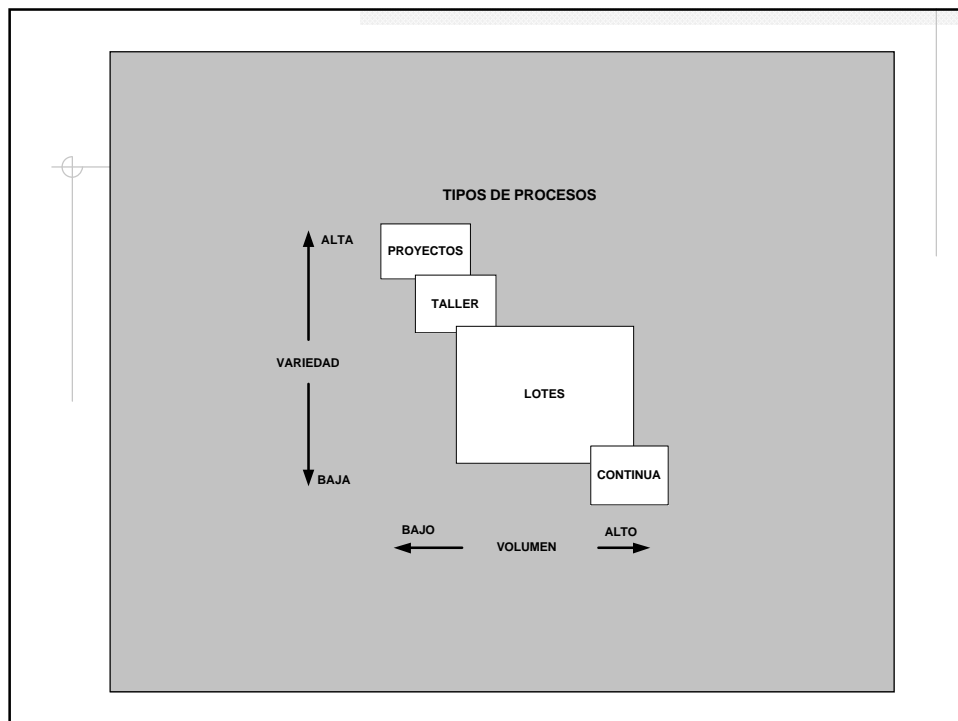 TIPOS DE PROCESOS
ALTA
PROYECTOS
TALLER
VARIEDAD
LOTES
CONTINUA
BAJA
BAJO
ALTO
VOLUMEN